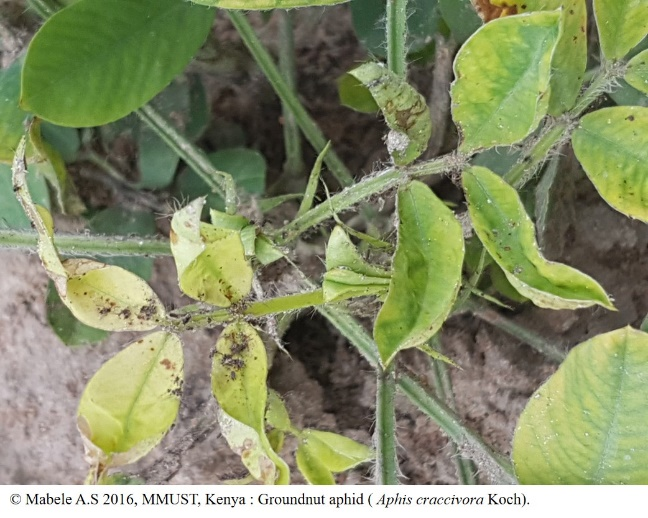 © Mabele A.S 2016, MMUST, Kenya : Groundnut aphid ( Aphis craccivora Koch).